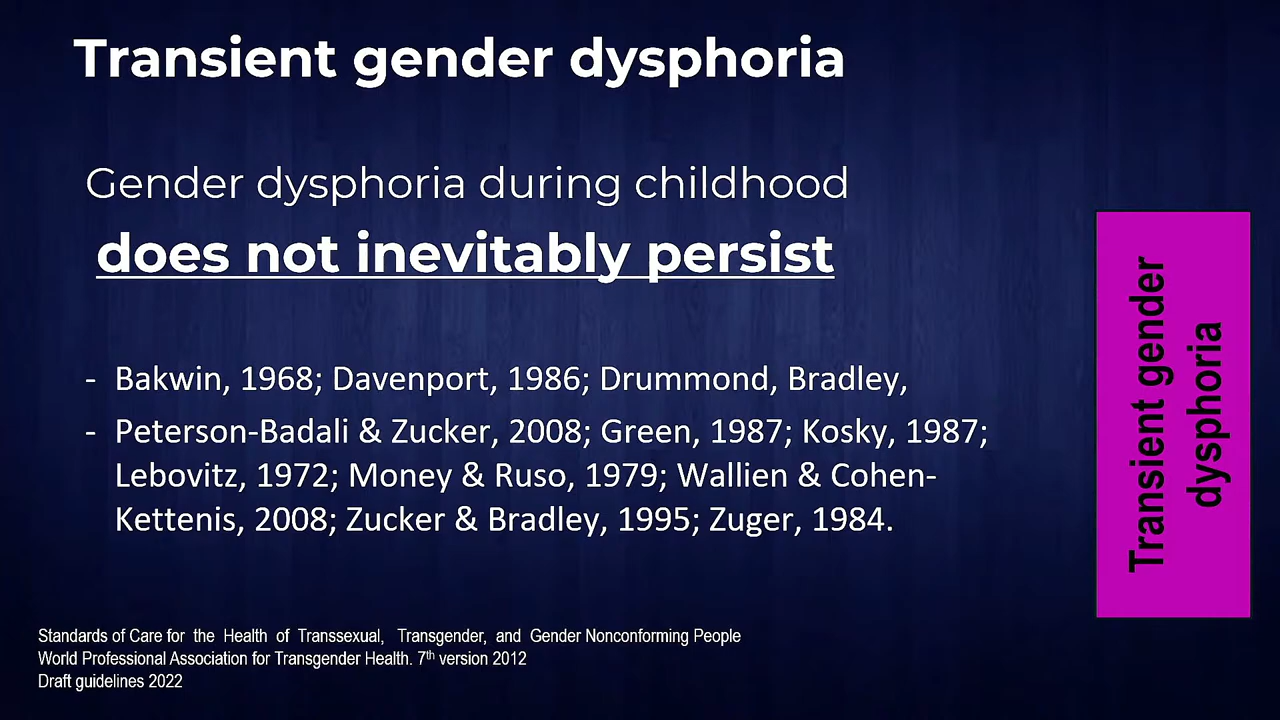 Transient gender dysphoria
Gender dysphoria during childhood
does not inevitably persist
- Bakwin, 1968; Davenport, 1986; Drummond, Bradley,
- Peterson-Badali & Zucker, 2008; Green, 1987; Kosky, 1987;
Lebovitz, 1972; Money & Ruso, 1979; Wallien & Cohen-
Kettenis, 2008; Zucker & Bradley, 1995; Zuger, 1984.
Transient gender
dysphoria
Standards of Care for the Health of Transsexual, Transgender, and Gender Nonconforming People
World Professional Association for Transgender Health. 7th version 2012
Draft guidelines 2022